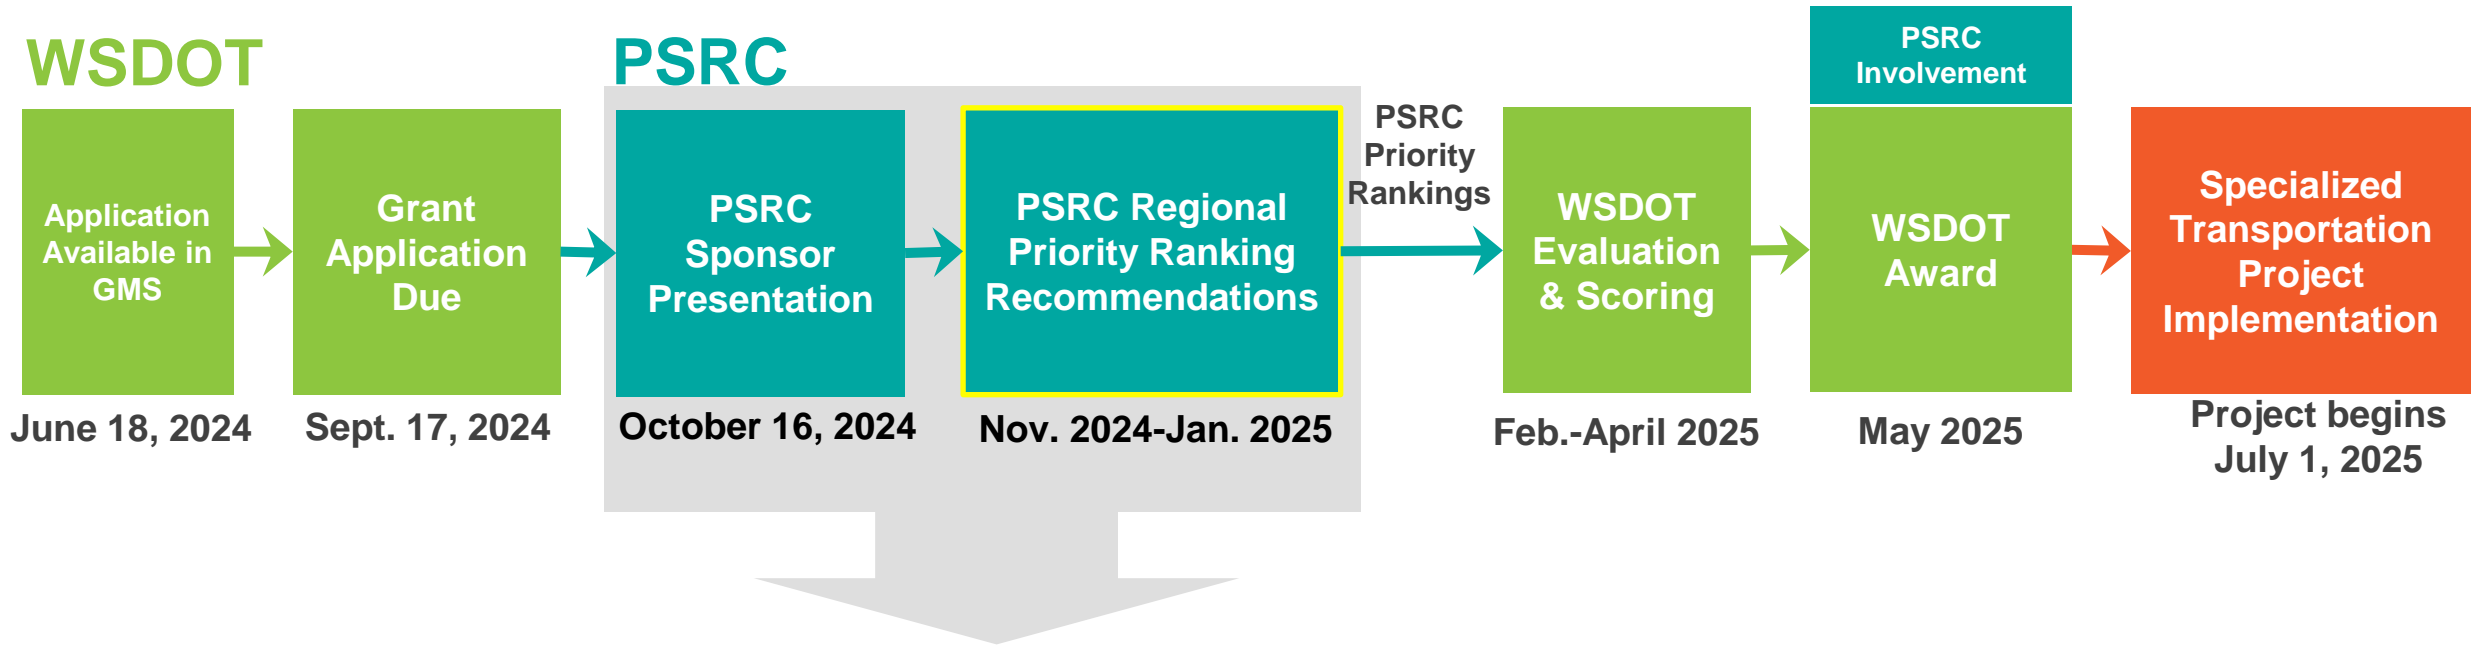 WSDOT
Application
Available in
GMS
June 18, 2024
Grant
Application
Due
Sept. 17, 2024
PSRC
PSRC
Sponsor
Presentation
October 16, 2024
PSRC Regional
Priority Ranking
Recommendations
Nov. 2024-Jan. 2025
PSRC
Priority
Rankings
WSDOT
Evaluation
& Scoring
Feb.-April 2025
PSRC
Involvement
WSDOT
Award
May 2025
Specialized
Transportation
Project
Implementation
Project begins
July 1, 2025